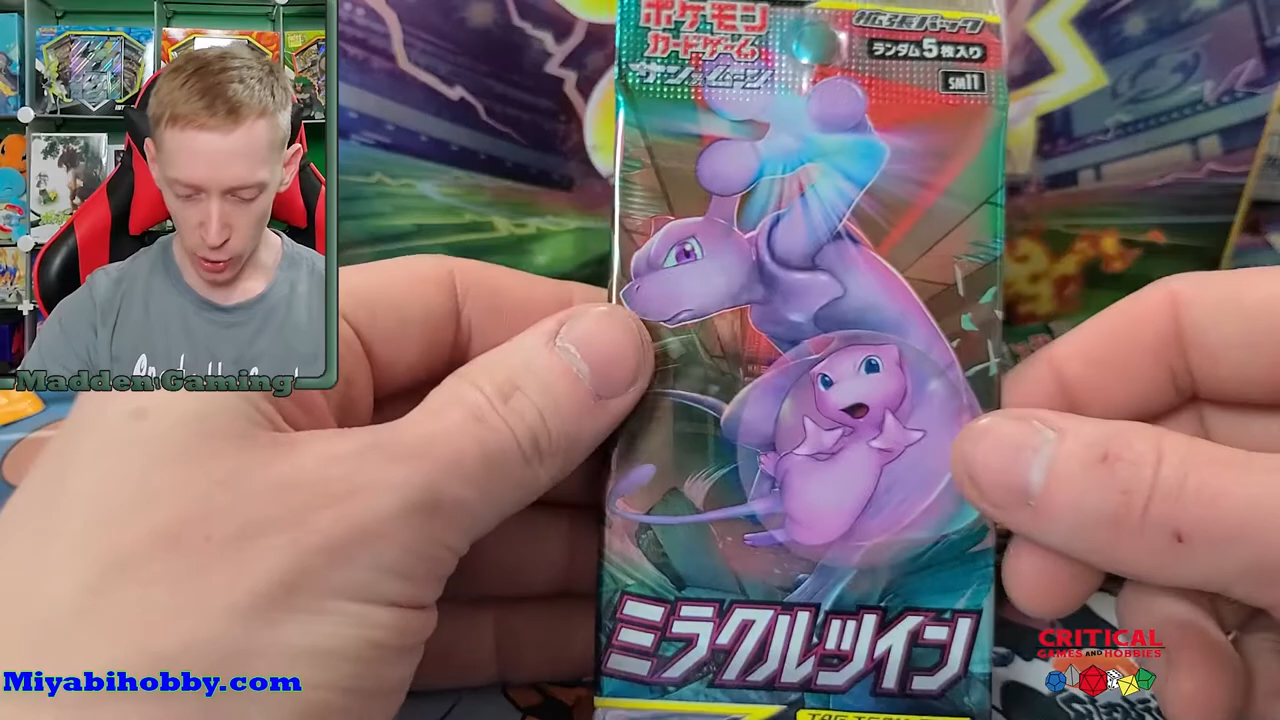 ポケモン
カードゲーム
サン&ムーン
拡張パック
ランダム5枚入り
SM11
Madden Gaming
ミラクルツイン
Miyabihobby.com
CRITICAL
GAMES AND HOBBIES